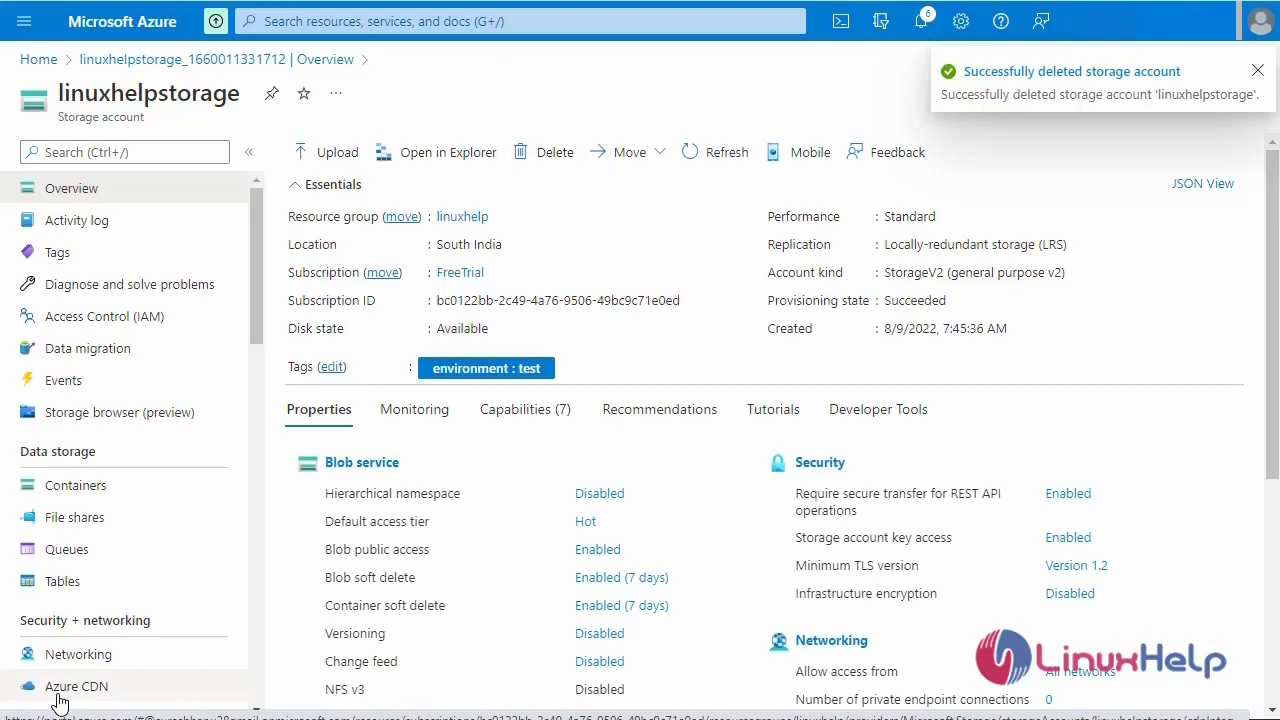 Microsoft Azure
Search resources, services, and docs (G+/)
6
Home > linuxhelpstorage_1660011331712 | Overview >
Successfully deleted storage account
Successfully deleted storage account 'linuxhelpstorage'.
linuxhelpstorage
Storage account
Search (Ctrl+/)
Upload
Open in Explorer
Delete
Move
Refresh
Mobile
Feedback
Overview
Activity log
Tags
Diagnose and solve problems
Access Control (IAM)
Data migration
Events
Storage browser (preview)
Data storage
Containers
File shares
Queues
Tables
Security + networking
Networking
Azure CDN
Essentials
JSON View
Resource group (move) : linuxhelp
Location : South India
Subscription (move) : FreeTrial
Subscription ID : bc0122bb-2c49-4a76-9506-49bc9c71e0ed
Disk state : Available
Performance : Standard
Replication : Locally-redundant storage (LRS)
Account kind : StorageV2 (general purpose v2)
Provisioning state : Succeeded
Created : 8/9/2022, 7:45:36 AM
Tags (edit) : environment : test
Properties
Monitoring
Capabilities (7)
Recommendations
Tutorials
Developer Tools
Blob service
Hierarchical namespace Disabled
Default access tier Hot
Blob public access Enabled
Blob soft delete Enabled (7 days)
Container soft delete Enabled (7 days)
Versioning Disabled
Change feed Disabled
NFS v3 Disabled
Security
Require secure transfer for REST API
operations Enabled
Storage account key access Enabled
Minimum TLS version Version 1.2
Infrastructure encryption Disabled
Networking
Allow access from All networks
Number of private endpoint connections 0
LinuxHelp